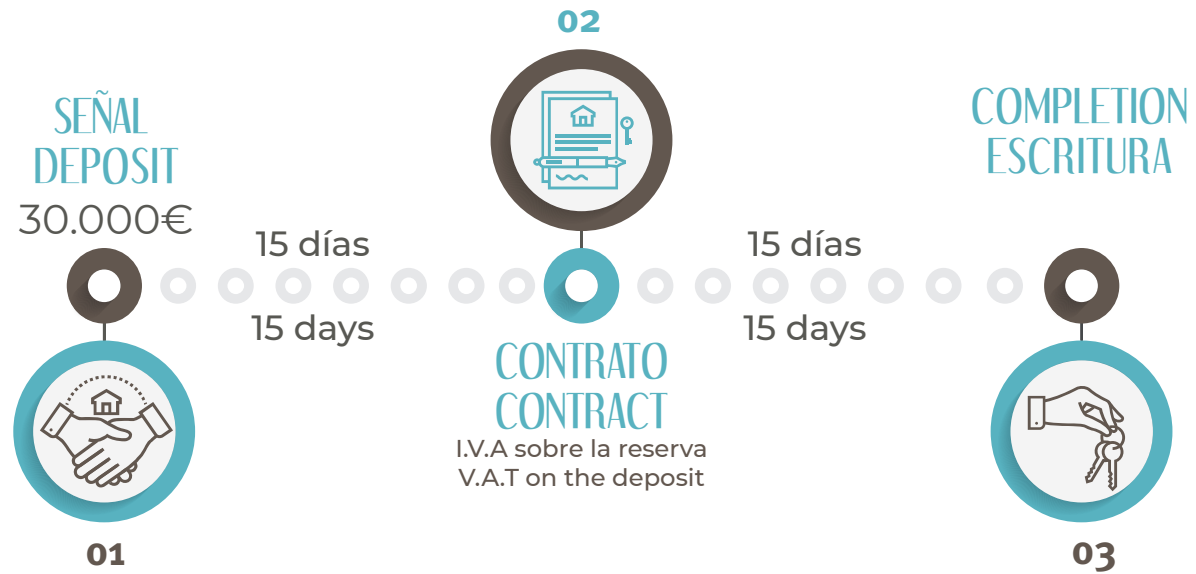 SEÑAL
DEPOSIT
30.000€
01
15 días
15 days
02
CONTRATO
CONTRACT
I.V.A sobre la reserva
V.A.T on the deposit
15 días
15 days
COMPLETION
ESCRITURA
03